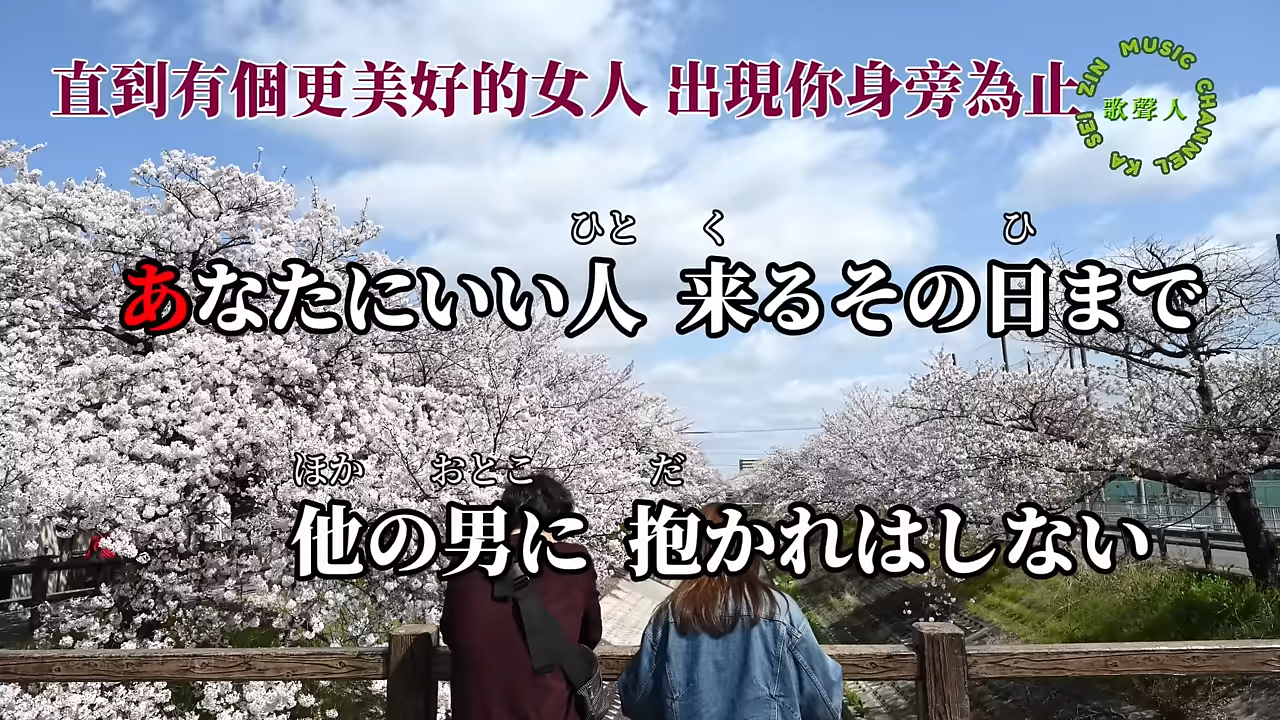 直到有個更美好的女人 出現你身旁為止
KA SEI ZIN MUSIC CHANNEL
歌聲人
ひと く ひ
あなたにいい人 来るその日まで
ほか おとこ だ
他の男に 抱かれはしない